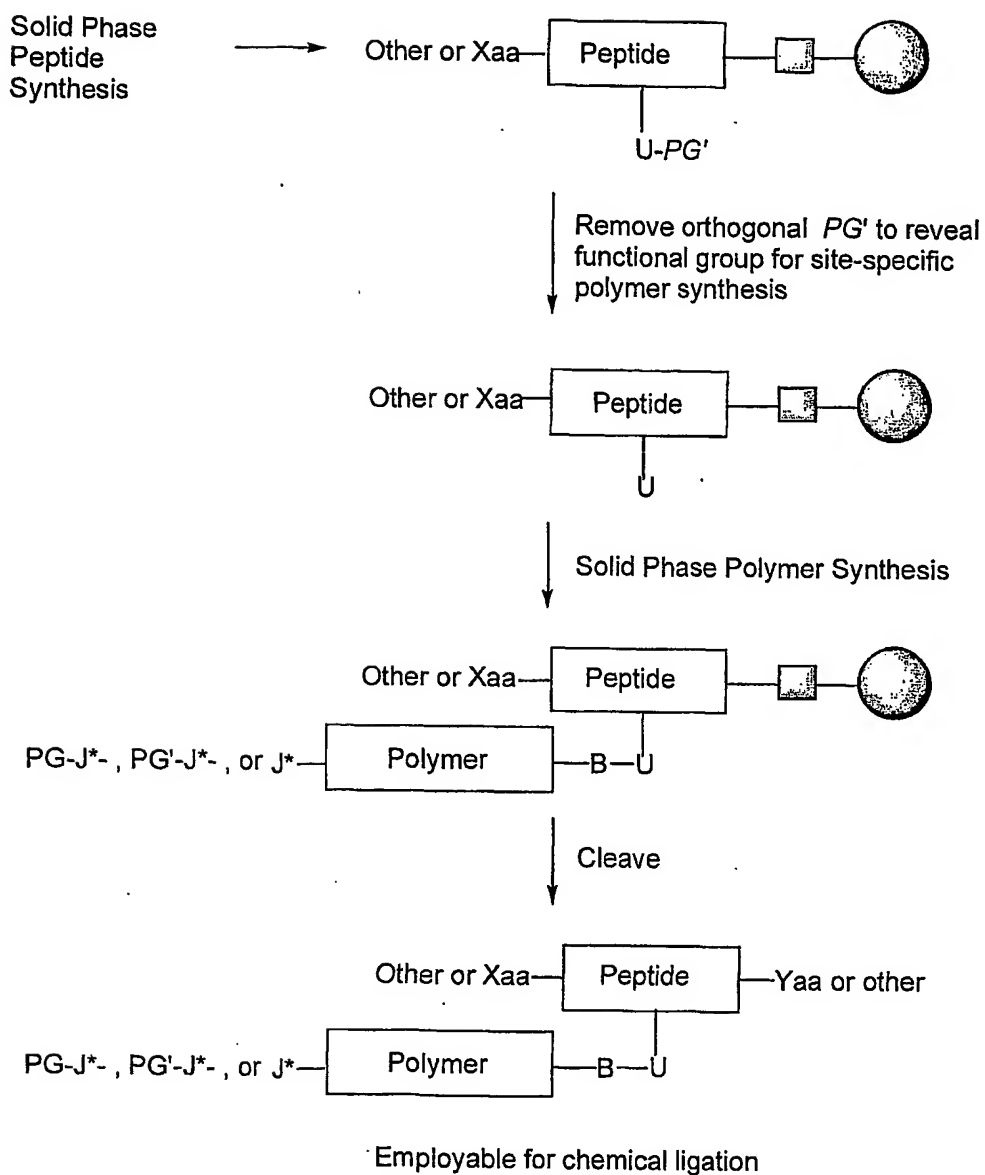 Solid Phase
Peptide
Synthesis
Other or Xaa
Peptide
U-PG'
Remove orthogonal PG' to reveal
functional group for site-specific
polymer synthesis
Other or Xaa
Peptide
U
Solid Phase Polymer Synthesis
Other or Xaa
Peptide
PG-J*- , PG'-J*- , or J*
Polymer
B
U
Cleave
Other or Xaa
Peptide
Yaa or other
PG-J*- , PG'-J*- , or J*
Polymer
B
U
Employable for chemical ligation